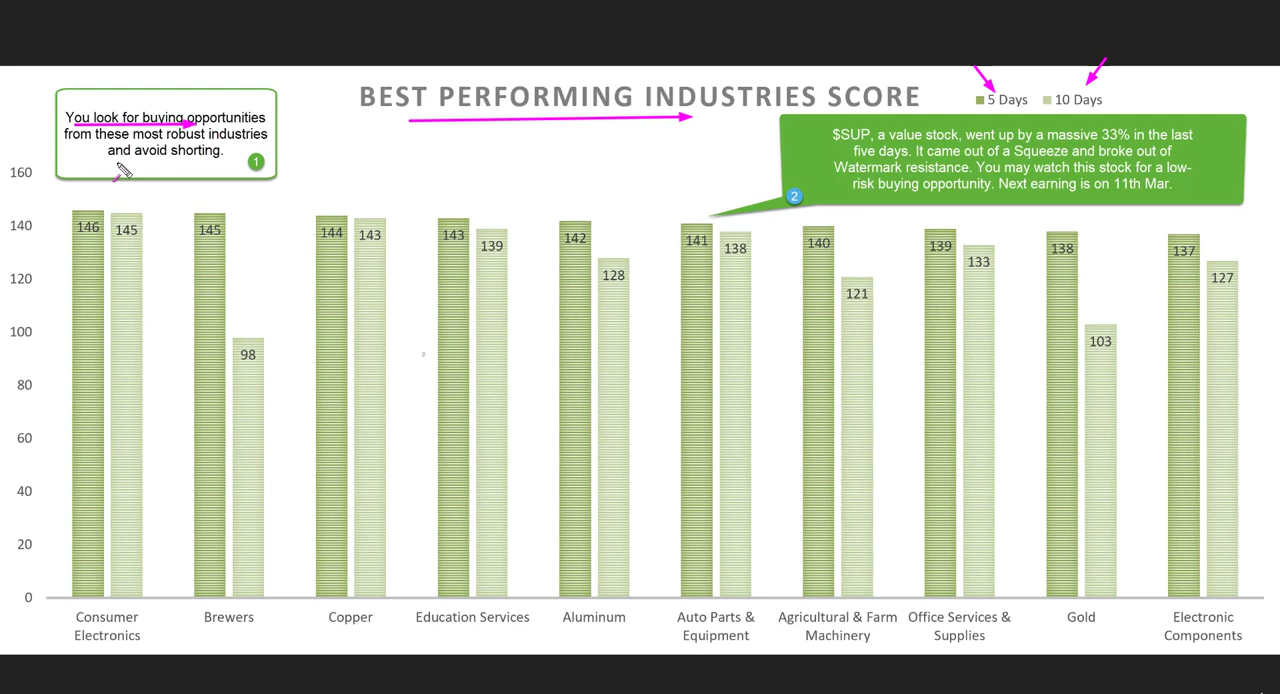 BEST PERFORMING INDUSTRIES SCORE
5 Days
10 Days
You look for buying opportunities
from these most robust industries
and avoid shorting.
1
$SUP, a value stock, went up by a massive 33% in the last
five days. It came out of a Squeeze and broke out of
Watermark resistance. You may watch this stock for a low-
risk buying opportunity. Next earning is on 11th Mar.
2
160
140
120
100
80
60
40
20
0
146
145
145
98
144
143
143
139
142
128
141
138
140
121
139
133
138
103
137
127
Consumer
Electronics
Brewers
Copper
Education Services
Aluminum
Auto Parts &
Equipment
Agricultural & Farm
Machinery
Office Services &
Supplies
Gold
Electronic
Components